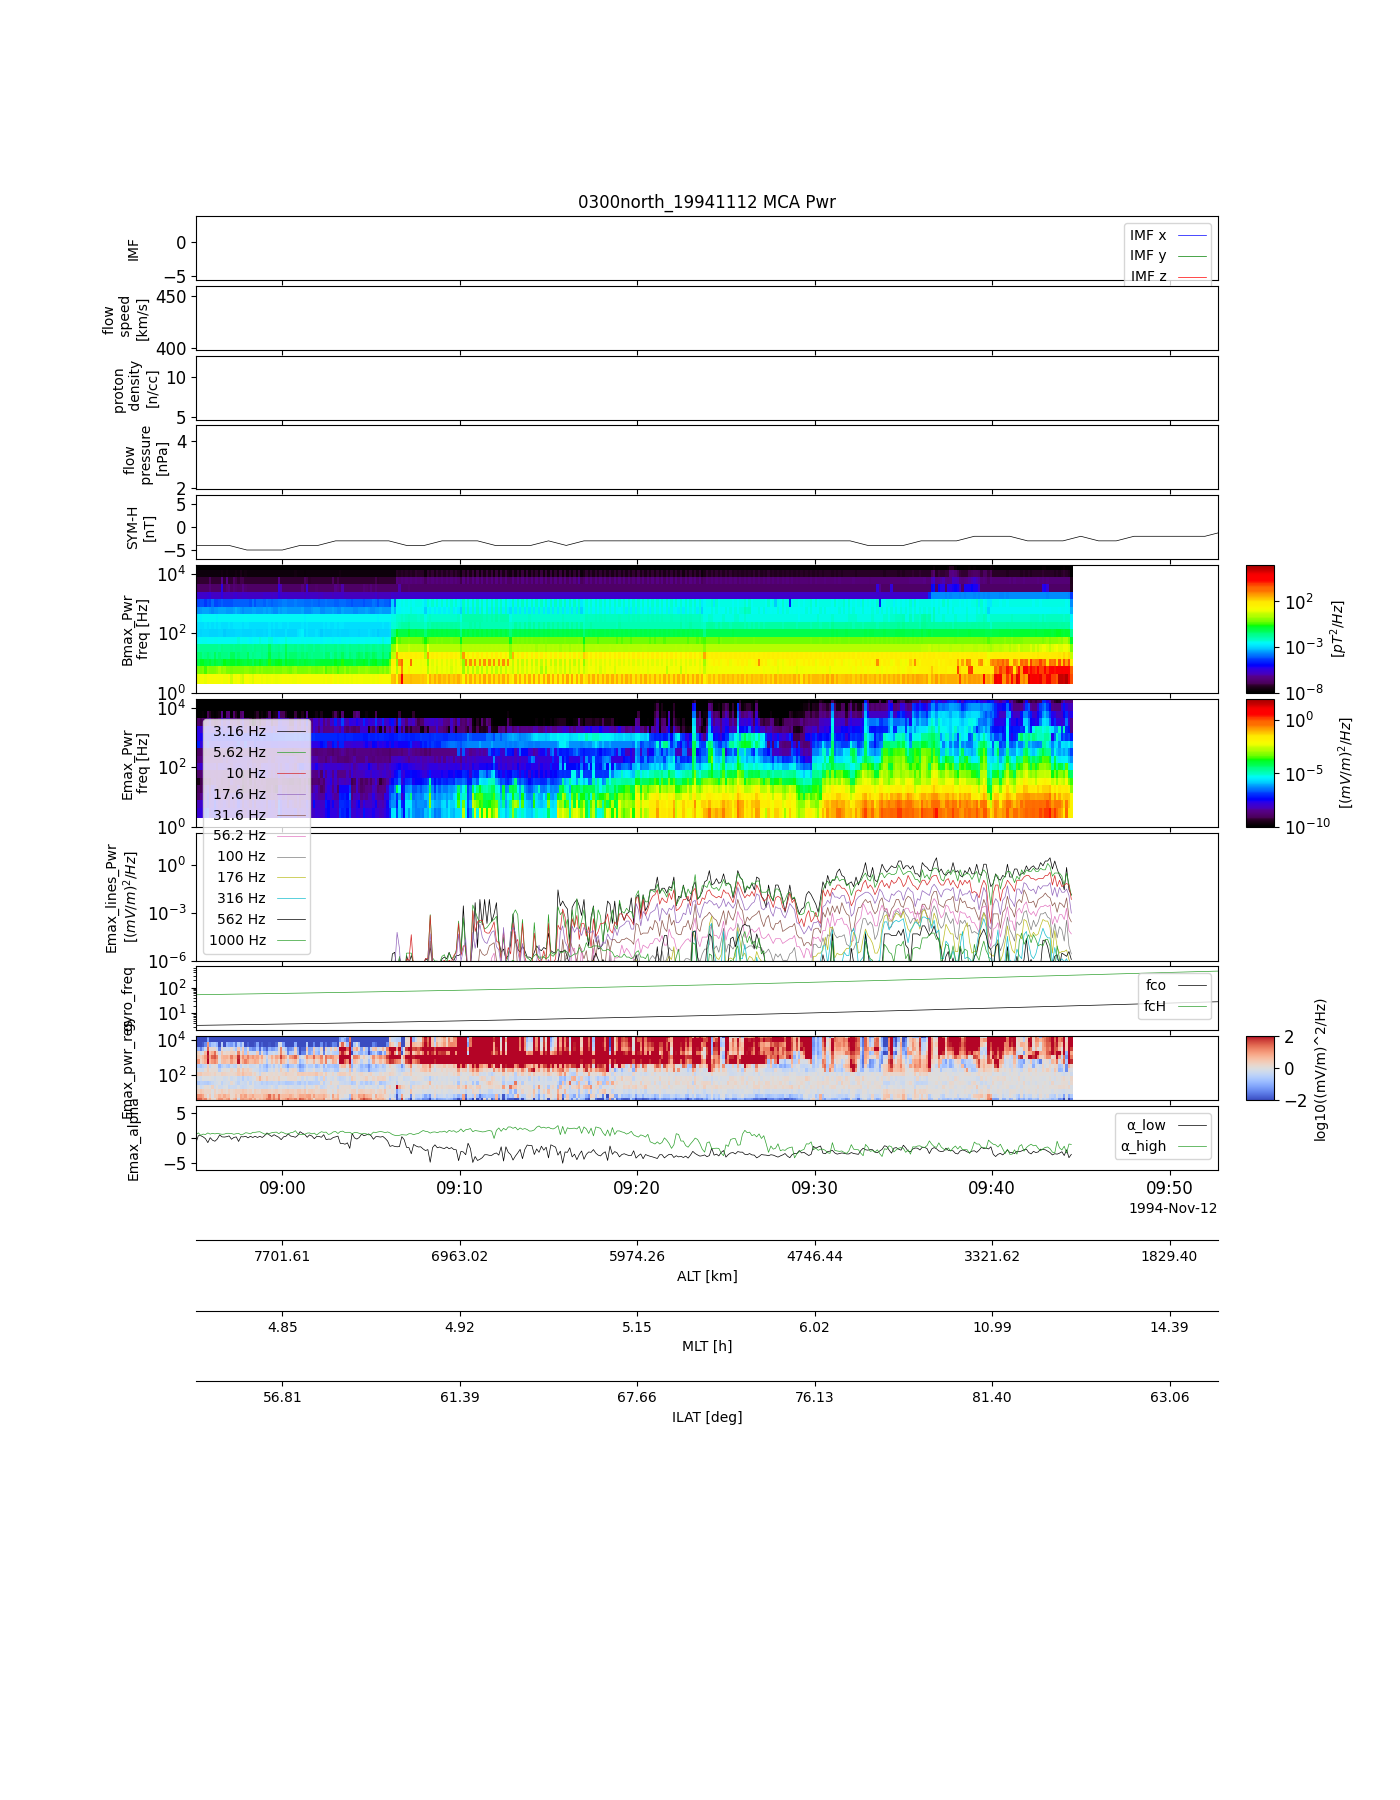 0300north_19941112 MCA Pwr
IMF
0
−5
IMF x
IMF y
IMF z
flow
speed
[km/s]
450
400
proton
density
[n/cc]
10
5
flow
pressure
[nPa]
4
2
SYM-H
[nT]
5
0
−5
Bmax_Pwr
freq [Hz]
10^4
10^2
10^0
10^2
10^−3
10^−8
[pT^2/Hz]
Emax_Pwr
freq [Hz]
10^4
10^2
10^0
10^0
10^−5
10^−10
[(mV/m)^2/Hz]
3.16 Hz
5.62 Hz
10 Hz
17.6 Hz
31.6 Hz
56.2 Hz
100 Hz
176 Hz
316 Hz
562 Hz
1000 Hz
Emax_lines_Pwr
[(mV/m)^2/Hz]
10^0
10^−3
10^−6
gyro_freq
10^2
10^1
fco
fcH
Emax_pwr_reg
10^4
10^2
2
0
−2
log10((mV/m)^2/Hz)
Emax_alpha
5
0
−5
α_low
α_high
09:00 09:10 09:20 09:30 09:40 09:50
1994-Nov-12
7701.61 6963.02 5974.26 4746.44 3321.62 1829.40
ALT [km]
4.85 4.92 5.15 6.02 10.99 14.39
MLT [h]
56.81 61.39 67.66 76.13 81.40 63.06
ILAT [deg]